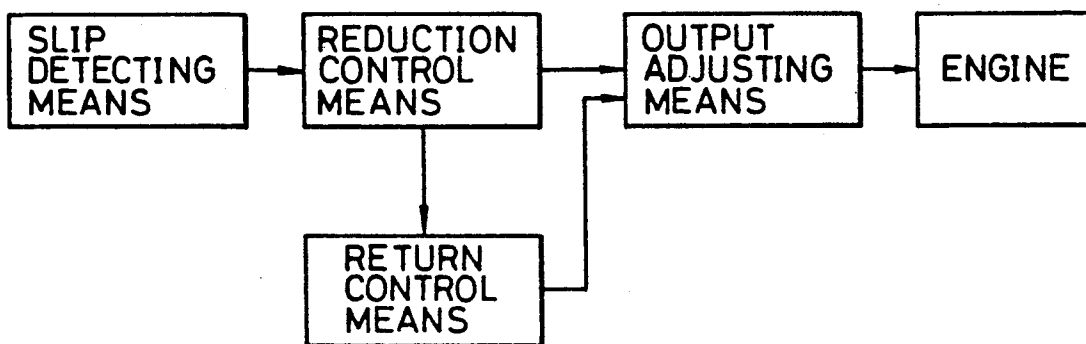 SLIP
DETECTING
MEANS
REDUCTION
CONTROL
MEANS
OUTPUT
ADJUSTING
MEANS
ENGINE
RETURN
CONTROL
MEANS